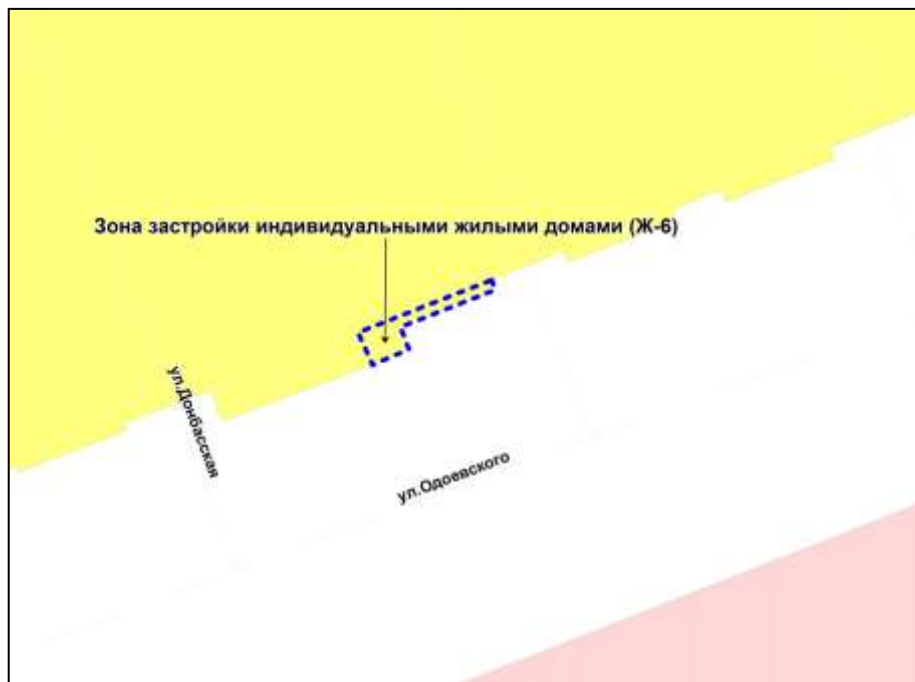 Зона застройки индивидуальными жилыми домами (Ж-6)
ул.Донбасская
ул.Одоевского